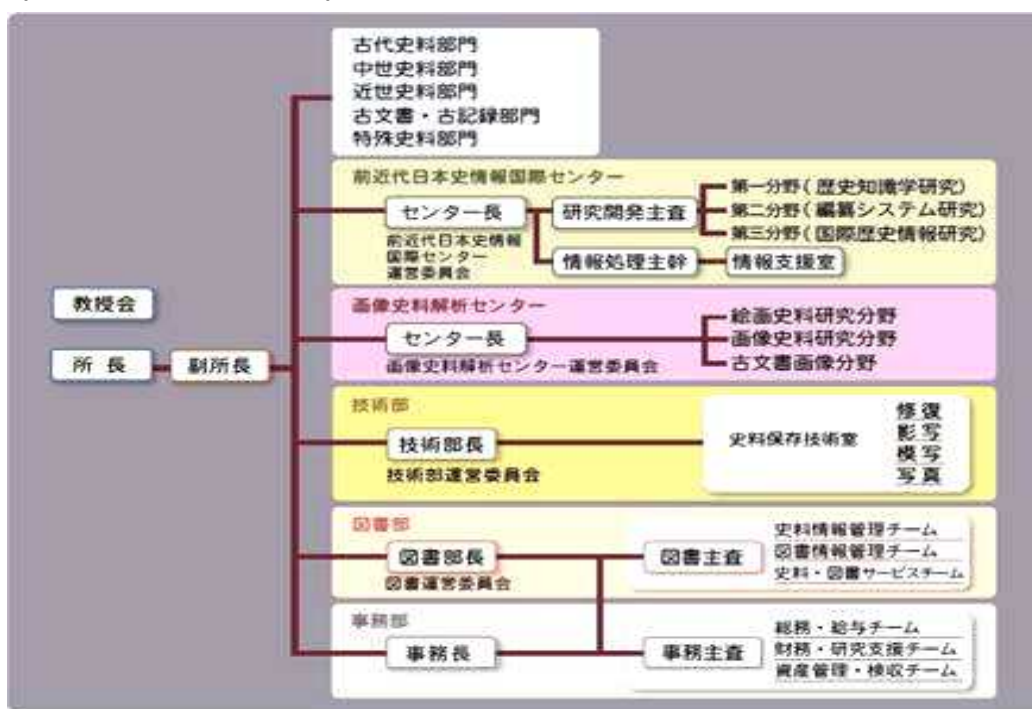 古代史料部門
中世史料部門
近世史料部門
古文書・古記録部門
特殊史料部門
前近代日本史情報国際センター
センター長
前近代日本史情報
国際センター
運営委員会
研究開発主査
第一分野(歴史知識学研究)
第二分野(編纂システム研究)
第三分野(国際歴史情報研究)
情報処理主幹
情報支援室
教授会
所長
副所長
画像史料解析センター
センター長
画像史料解析センター運営委員会
絵画史料研究分野
画像史料研究分野
古文書画像分野
技術部
技術部長
技術部運営委員会
史料保存技術室
修復
影写
模写
写真
図書部
図書部長
図書運営委員会
図書主査
史料情報管理チーム
図書情報管理チーム
史料・図書サービスチーム
事務部
事務長
事務主査
総務・給与チーム
財務・研究支援チーム
資産管理・検収チーム